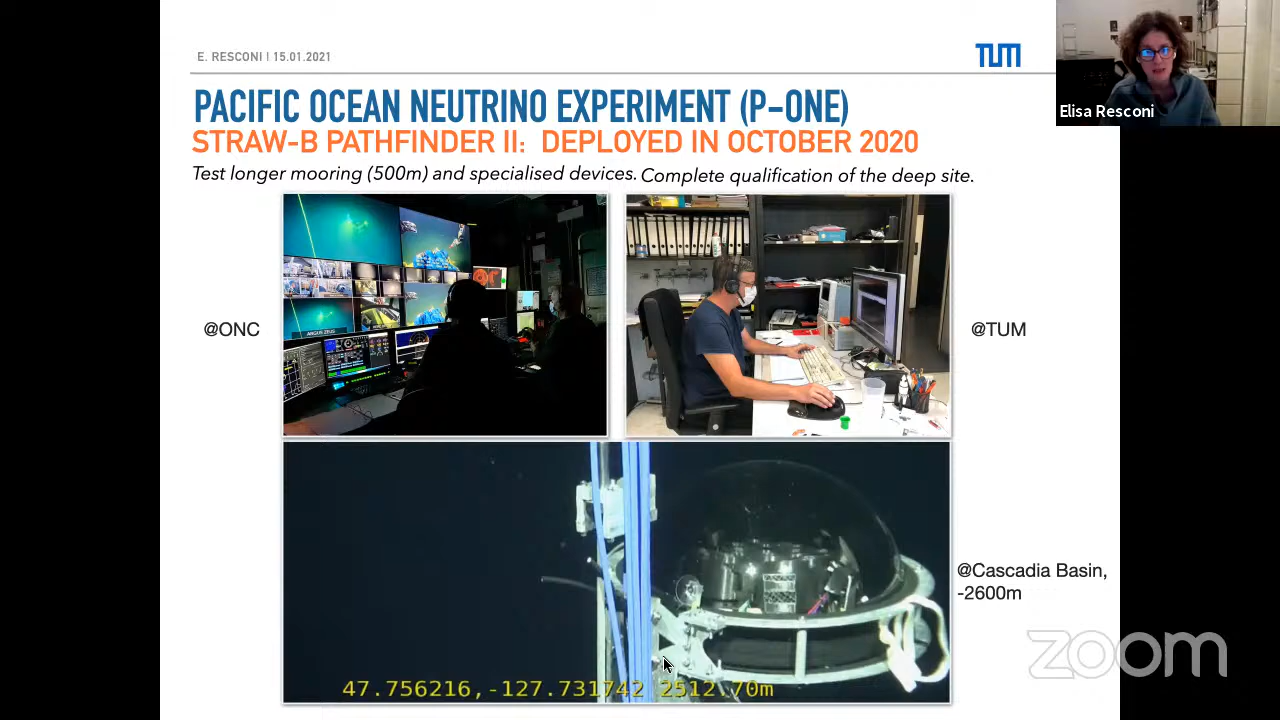 E. RESCONI | 15.01.2021
TUM
Elisa Resconi
PACIFIC OCEAN NEUTRINO EXPERIMENT (P-ONE)
STRAW-B PATHFINDER II: DEPLOYED IN OCTOBER 2020
Test longer mooring (500m) and specialised devices. Complete qualification of the deep site.
@ONC
ANGUS ZEUS
@TUM
@Cascadia Basin,
-2600m
47.756216,-127.731742 2512.70m
zoom